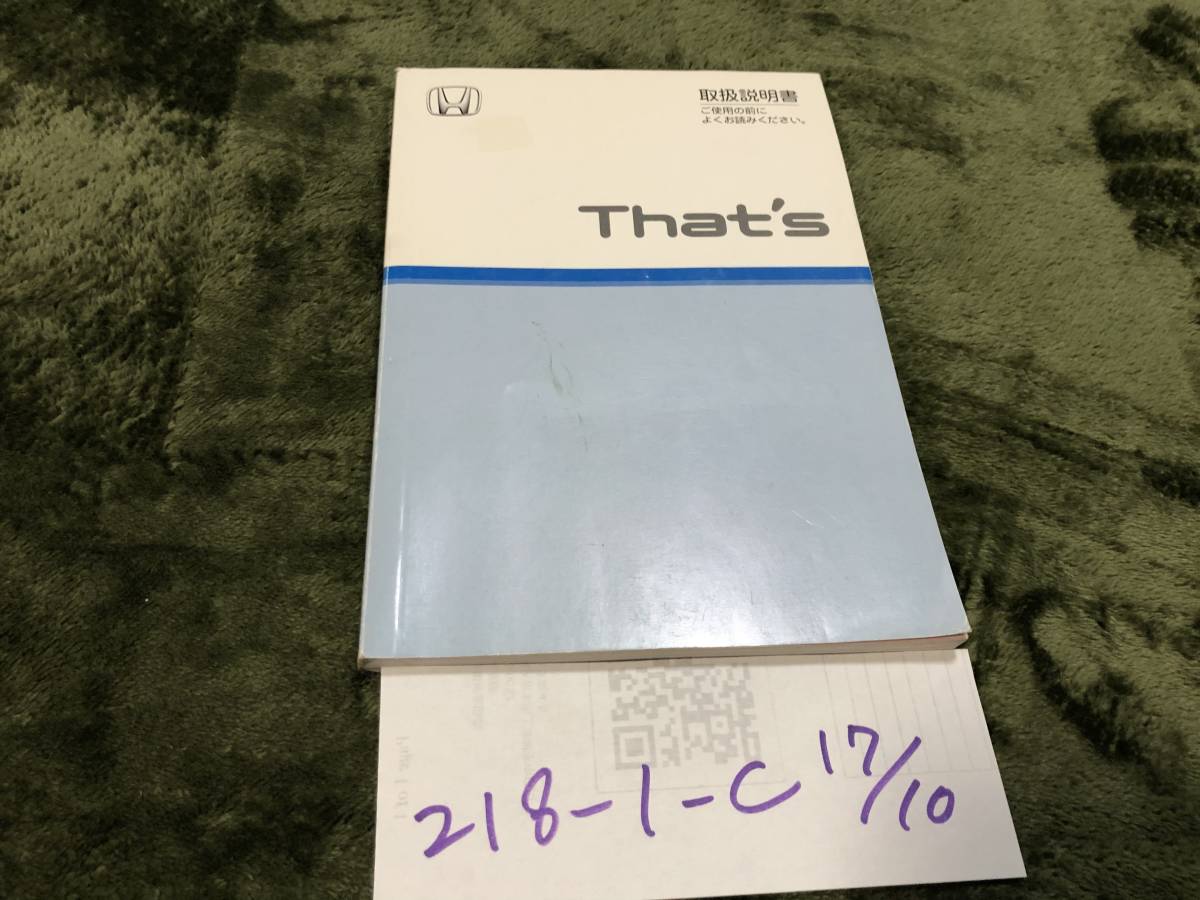 取扱説明書
ご使用の前に
よくお読みください。
That's
218-1-C 17/10